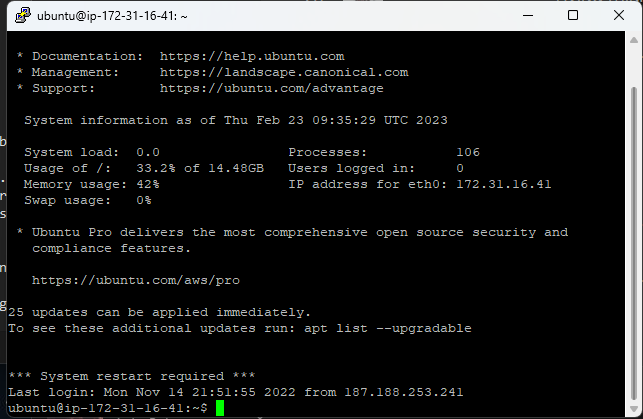 ubuntu@ip-172-31-16-41: ~
* Documentation:  https://help.ubuntu.com
* Management:     https://landscape.canonical.com
* Support:        https://ubuntu.com/advantage
System information as of Thu Feb 23 09:35:29 UTC 2023
System load:  0.0                Processes:             106
Usage of /:   33.2% of 14.48GB   Users logged in:       0
Memory usage: 42%                IP address for eth0: 172.31.16.41
Swap usage:   0%
* Ubuntu Pro delivers the most comprehensive open source security and
compliance features.
https://ubuntu.com/aws/pro
25 updates can be applied immediately.
To see these additional updates run: apt list --upgradable
*** System restart required ***
Last login: Mon Nov 14 21:51:55 2022 from 187.188.253.241
ubuntu@ip-172-31-16-41:~$